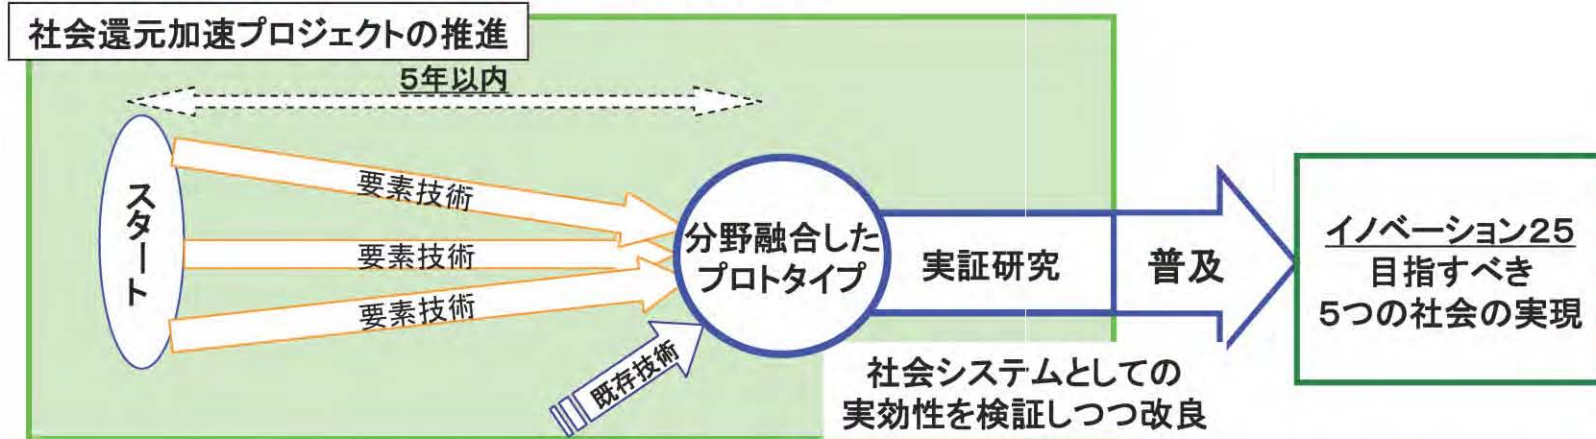 社会還元加速プロジェクトの推進
5年以内
スタート
要素技術
要素技術
要素技術
既存技術
分野融合した
プロトタイプ
実証研究
普及
社会システムとしての
実効性を検証しつつ改良
イノベーション25
目指すべき
5つの社会の実現